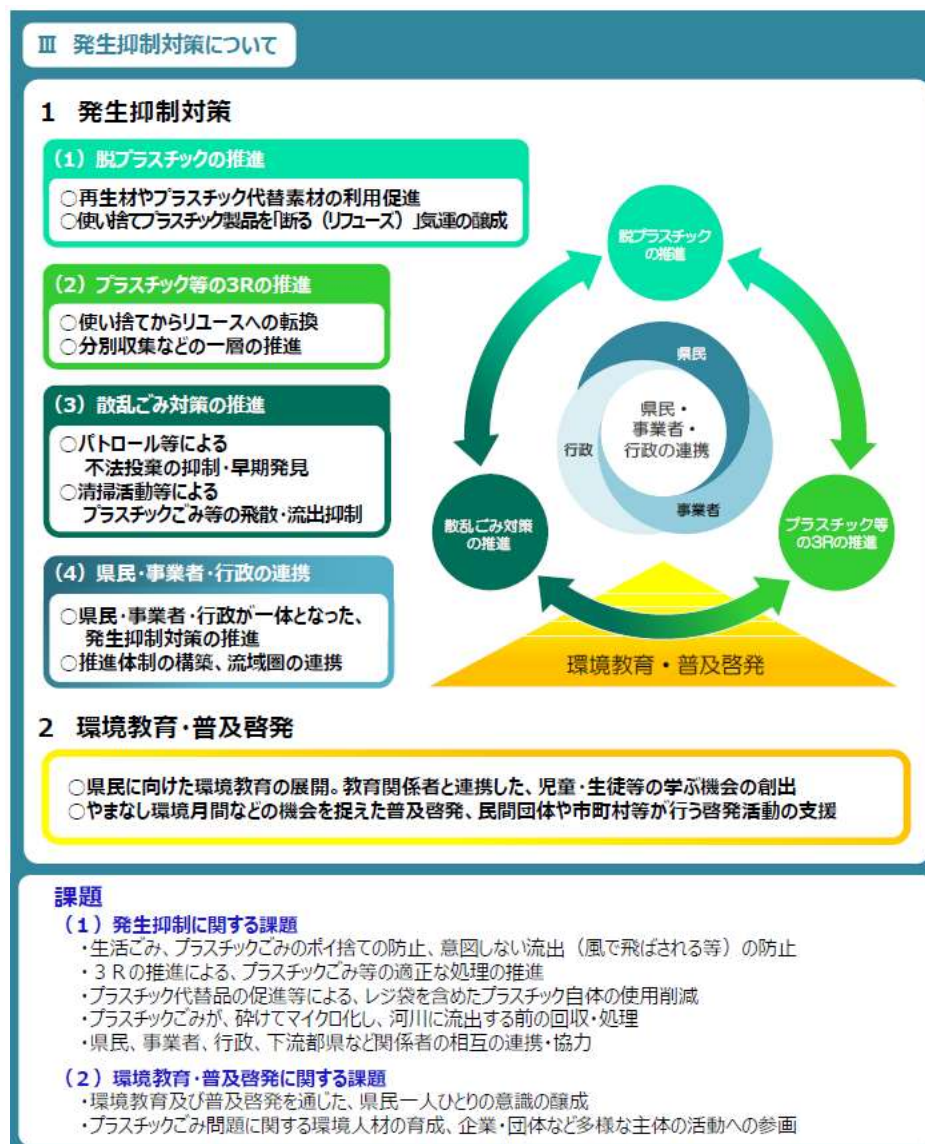 Ⅲ 発生抑制対策について
1 発生抑制対策
(1)脱プラスチックの推進
○再生材やプラスチック代替素材の利用促進
○使い捨てプラスチック製品を「断る(リフューズ)」気運の醸成
(2)プラスチック等の3Rの推進
○使い捨てからリユースへの転換
○分別収集などの一層の推進
(3)散乱ごみ対策の推進
○パトロール等による
不法投棄の抑制・早期発見
○清掃活動等による
プラスチックごみ等の飛散・流出抑制
(4)県民・事業者・行政の連携
○県民・事業者・行政が一体となった、
発生抑制対策の推進
○推進体制の構築、流域圏の連携
脱プラスチック
の推進
県民
県民・
事業者・
行政の連携
行政
事業者
散乱ごみ対策
の推進
プラスチック等
の3Rの推進
環境教育・普及啓発
2 環境教育・普及啓発
○県民に向けた環境教育の展開。教育関係者と連携した、児童・生徒等の学ぶ機会の創出
○やまなし環境月間などの機会を捉えた普及啓発、民間団体や市町村等が行う啓発活動の支援
課題
(1)発生抑制に関する課題
・生活ごみ、プラスチックごみのポイ捨ての防止、意図しない流出(風で飛ばされる等)の防止
・3Rの推進による、プラスチックごみ等の適正な処理の推進
・プラスチック代替品の促進等による、レジ袋を含めたプラスチック自体の使用削減
・プラスチックごみが、砕けてマイクロ化し、河川に流出する前の回収・処理
・県民、事業者、行政、下流都県など関係者の相互の連携・協力
(2)環境教育・普及啓発に関する課題
・環境教育及び普及啓発を通じた、県民一人ひとりの意識の醸成
・プラスチックごみ問題に関する環境人材の育成、企業・団体など多様な主体の活動への参画